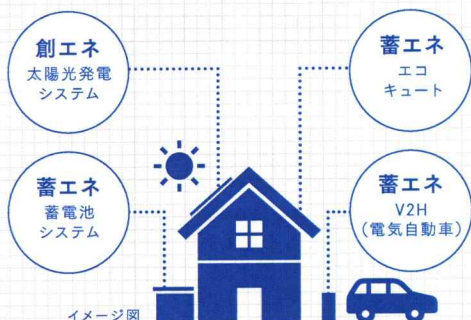 創エネ
太陽光発電
システム
蓄エネ
エコ
キュート
蓄エネ
蓄電池
システム
蓄エネ
V2H
(電気自動車)
イメージ図